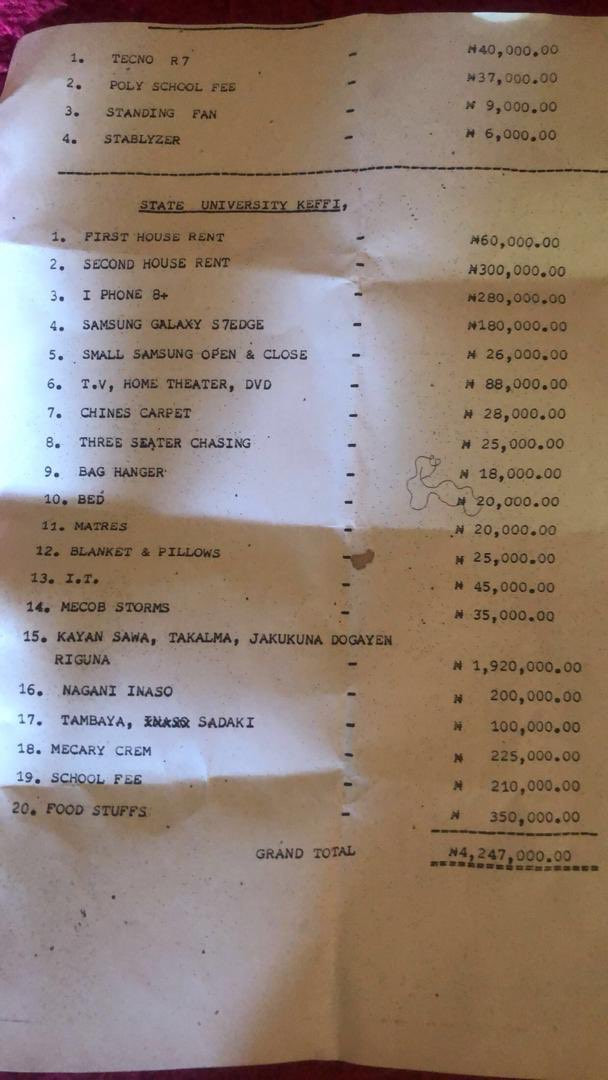 1. TECNO R7 - ₦40,000.00
2. POLY SCHOOL FEE - ₦37,000.00
3. STANDING FAN - ₦ 9,000.00
4. STABLYZER - ₦ 6,000.00
STATE UNIVERSITY KEFFI,
1. FIRST HOUSE RENT - ₦60,000.00
2. SECOND HOUSE RENT - ₦300,000.00
3. I PHONE 8+ - ₦280,000.00
4. SAMSUNG GALAXY S7EDGE - ₦180,000.00
5. SMALL SAMSUNG OPEN & CLOSE - ₦ 26,000.00
6. T.V, HOME THEATER, DVD - ₦ 88,000.00
7. CHINES CARPET - ₦ 28,000.00
8. THREE SEATER CHASING - ₦ 25,000.00
9. BAG HANGER - ₦ 18,000.00
10. BED - ₦ 20,000.00
11. MATRES - ₦ 20,000.00
12. BLANKET & PILLOWS - ₦ 25,000.00
13. I.T. - ₦ 45,000.00
14. MECOB STORMS - ₦ 35,000.00
15. KAYAN SAWA, TAKALMA, JAKUKUNA DOGAYEN
RIGUNA - ₦ 1,920,000.00
16. NAGANI INASO - ₦ 200,000.00
17. TAMBAYA, SADAKI - ₦ 100,000.00
18. MECARY CREM - ₦ 225,000.00
19. SCHOOL FEE - ₦ 210,000.00
20. FOOD STUFFS - ₦ 350,000.00
GRAND TOTAL ₦4,247,000.00